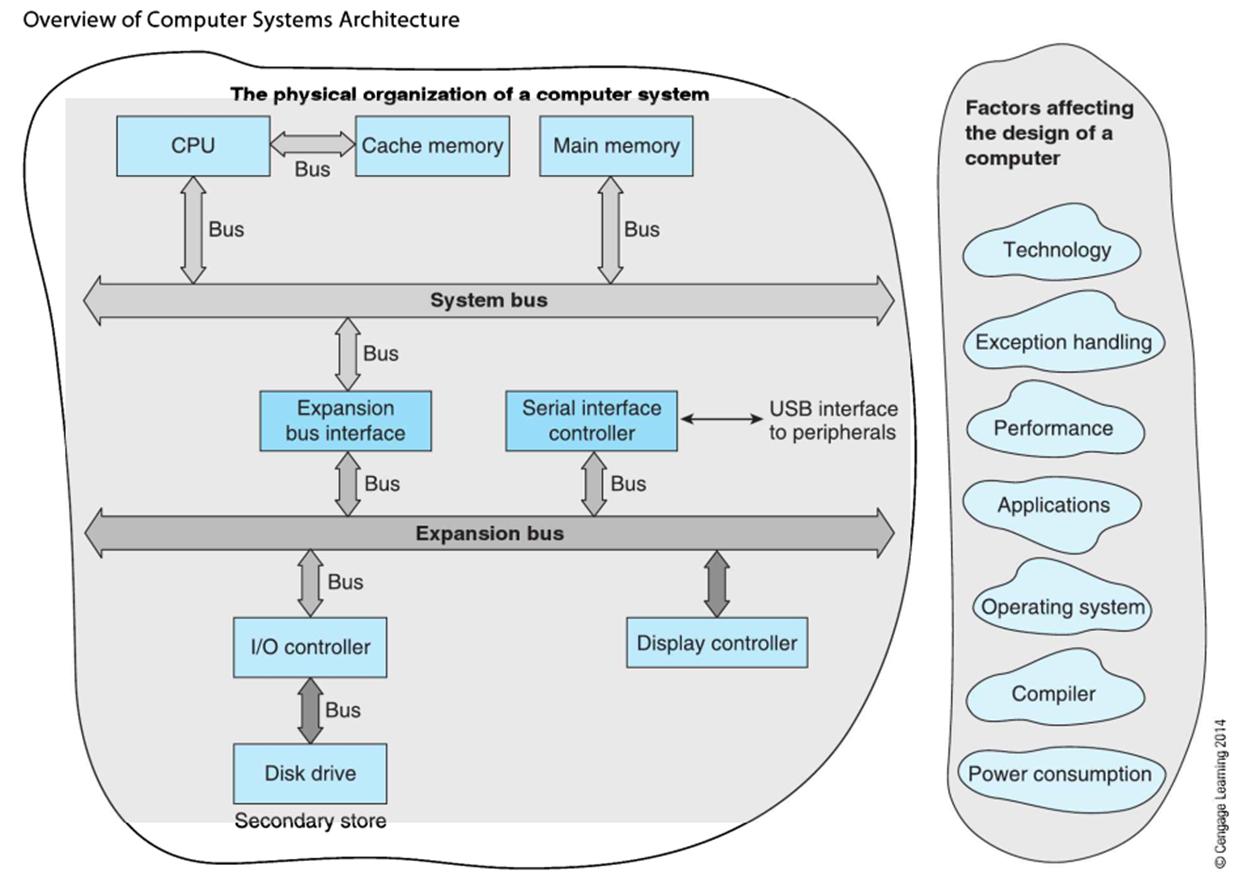 Overview of Computer Systems Architecture
The physical organization of a computer system
CPU
Bus
Cache memory
Main memory
Bus
Bus
System bus
Bus
Expansion
bus interface
Serial interface
controller
USB interface
to peripherals
Bus
Bus
Expansion bus
Bus
I/O controller
Display controller
Bus
Disk drive
Secondary store
Factors affecting
the design of a
computer
Technology
Exception handling
Performance
Applications
Operating system
Compiler
Power consumption
© Cengage Learning 2014